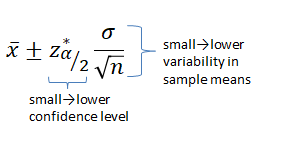 x̄ ± z*α/2 σ/√n
small→lower
variability in
sample means
small→lower
confidence level